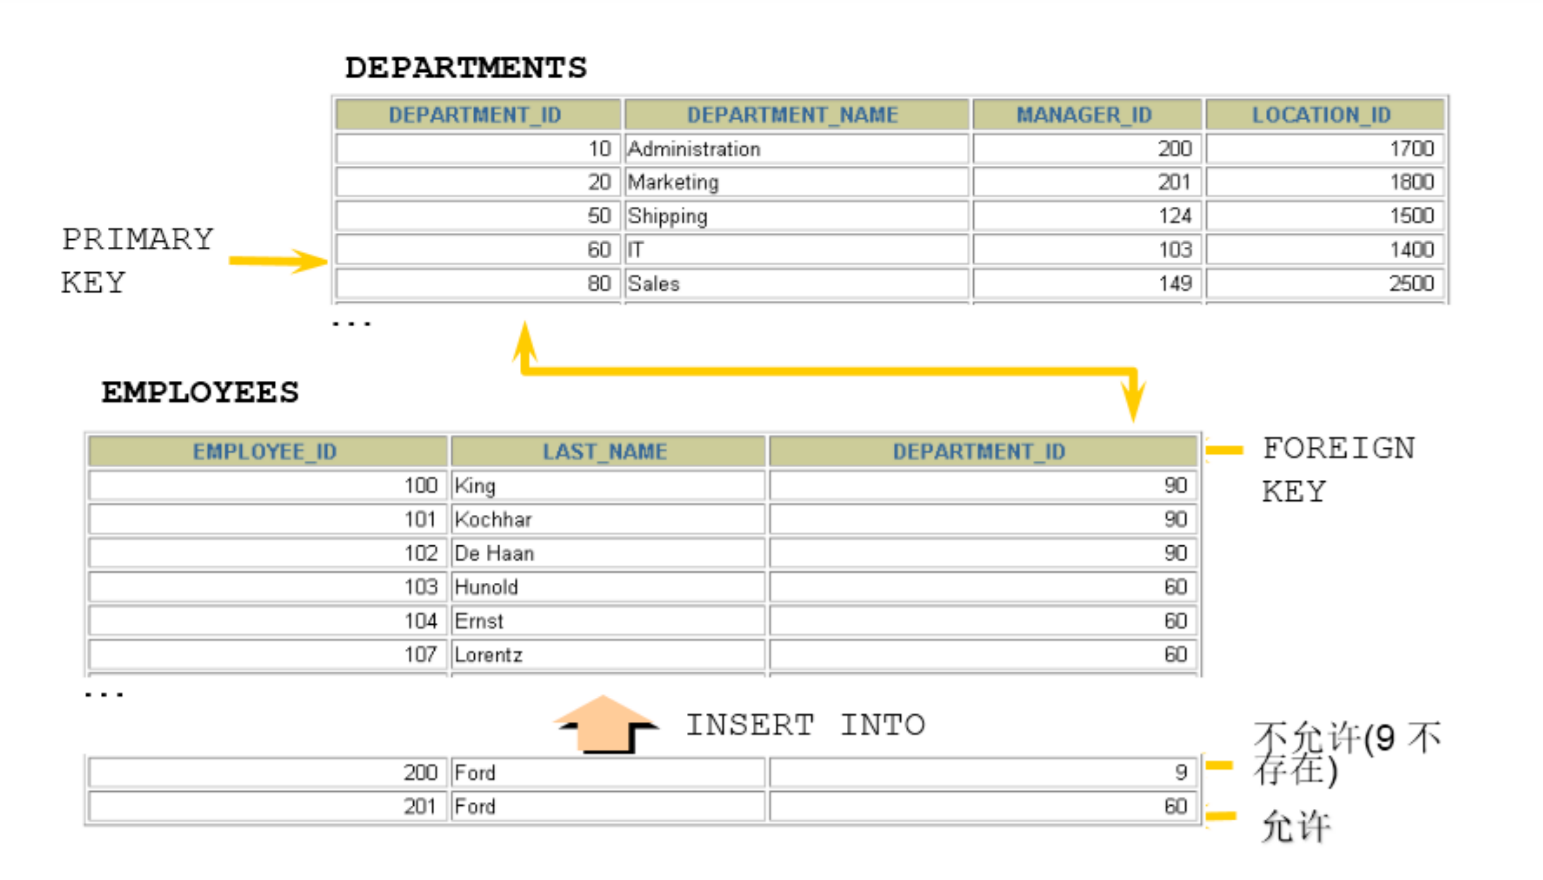 DEPARTMENTS
DEPARTMENT_ID DEPARTMENT_NAME MANAGER_ID LOCATION_ID
10 Administration 200 1700
20 Marketing 201 1800
50 Shipping 124 1500
60 IT 103 1400
80 Sales 149 2500
PRIMARY
KEY
...
EMPLOYEES
EMPLOYEE_ID LAST_NAME DEPARTMENT_ID
100 King 90
101 Kochhar 90
102 De Haan 90
103 Hunold 60
104 Ernst 60
107 Lorentz 60
FOREIGN
KEY
...
INSERT INTO
200 Ford 9
201 Ford 60
不允许(9 不
存在)
允许